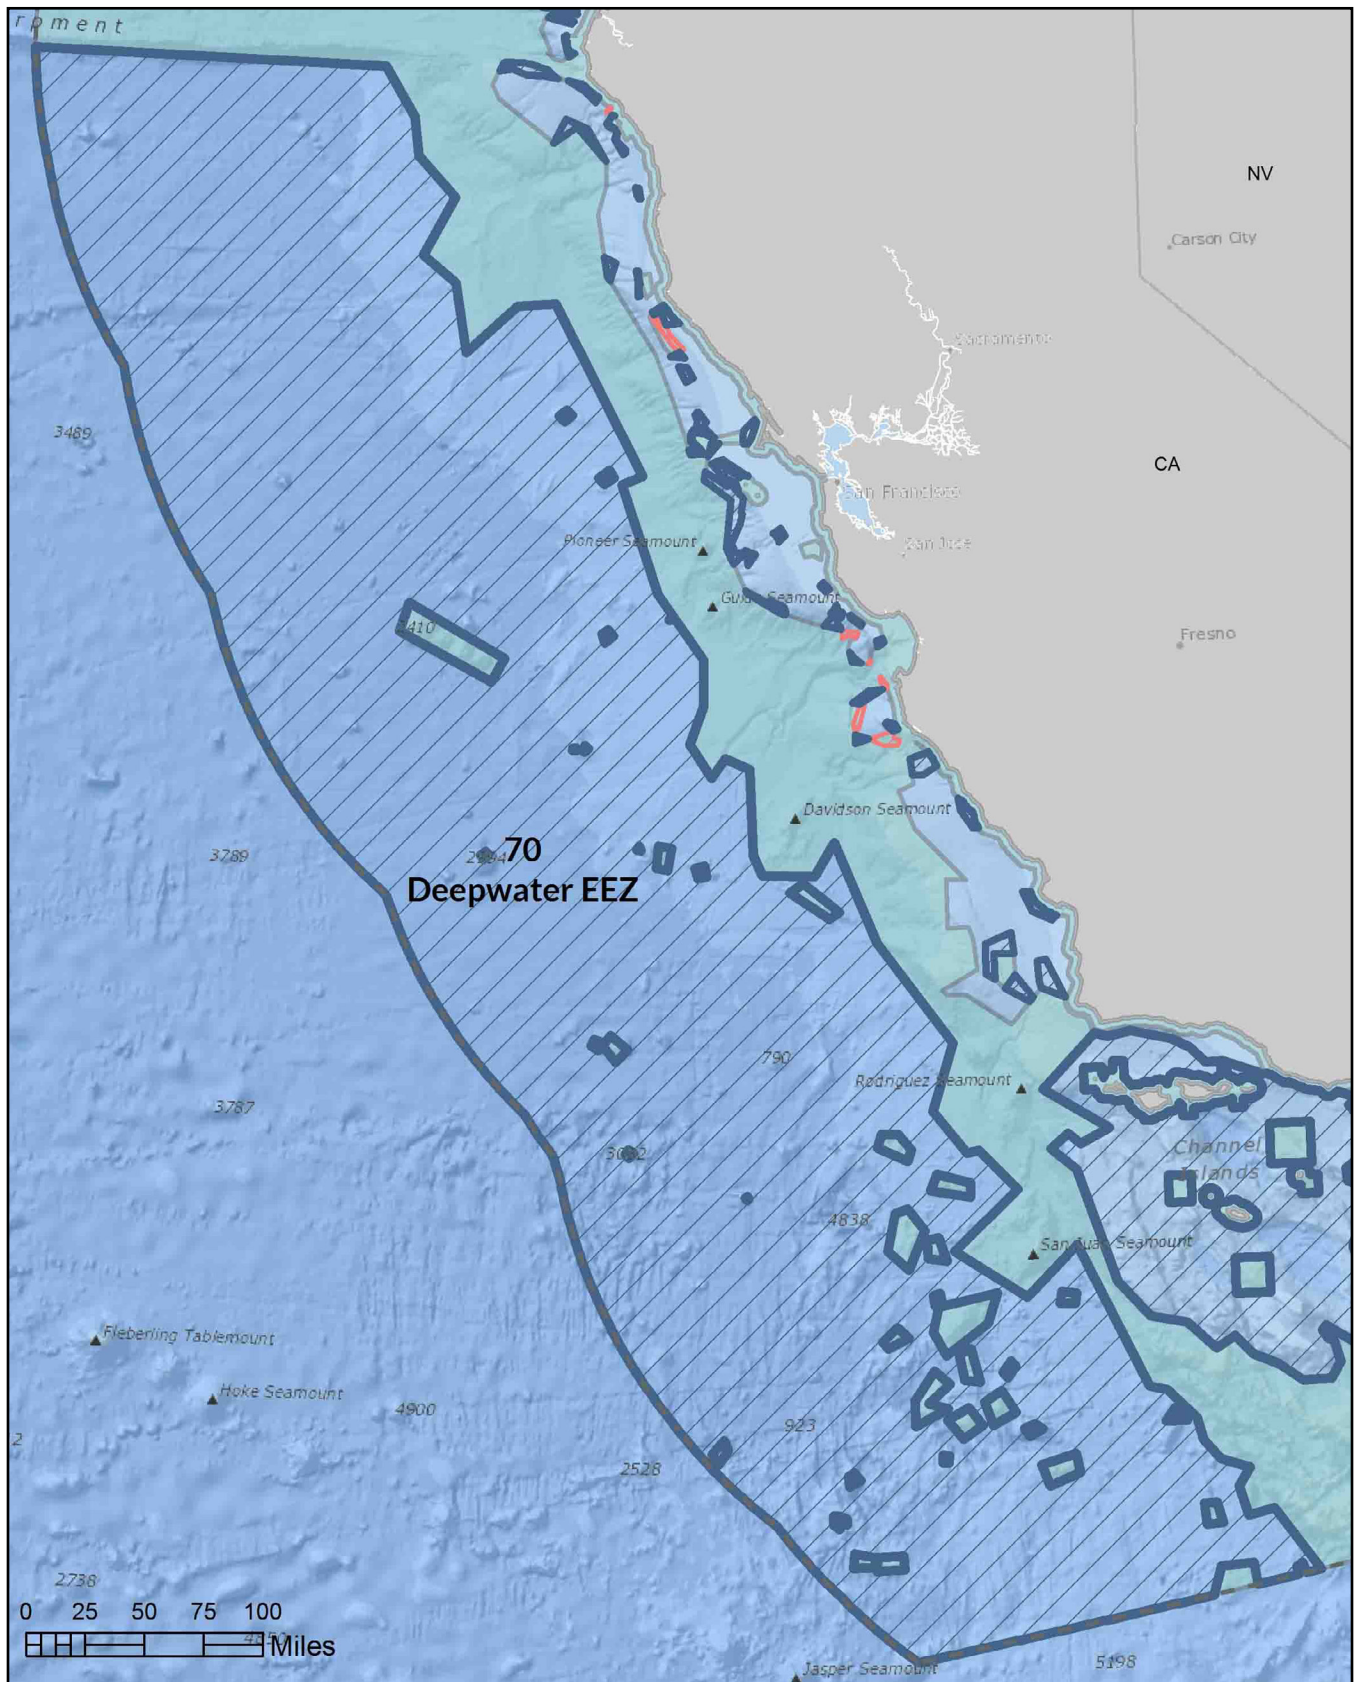 rpment
NV
Carson City
Sacramento
3489
CA
San Francisco
Pioneer Seamount
San Jose
Guide Seamount
Fresno
Davidson Seamount
3789
70
Deepwater EEZ
790
Rodriguez Seamount
3787
Channel
Islands
4838
San Juan Seamount
Fieberling Tablemount
Hoke Seamount
4900
923
2
2528
2738
0 25 50 75 100
Miles
5198
Jasper Seamount